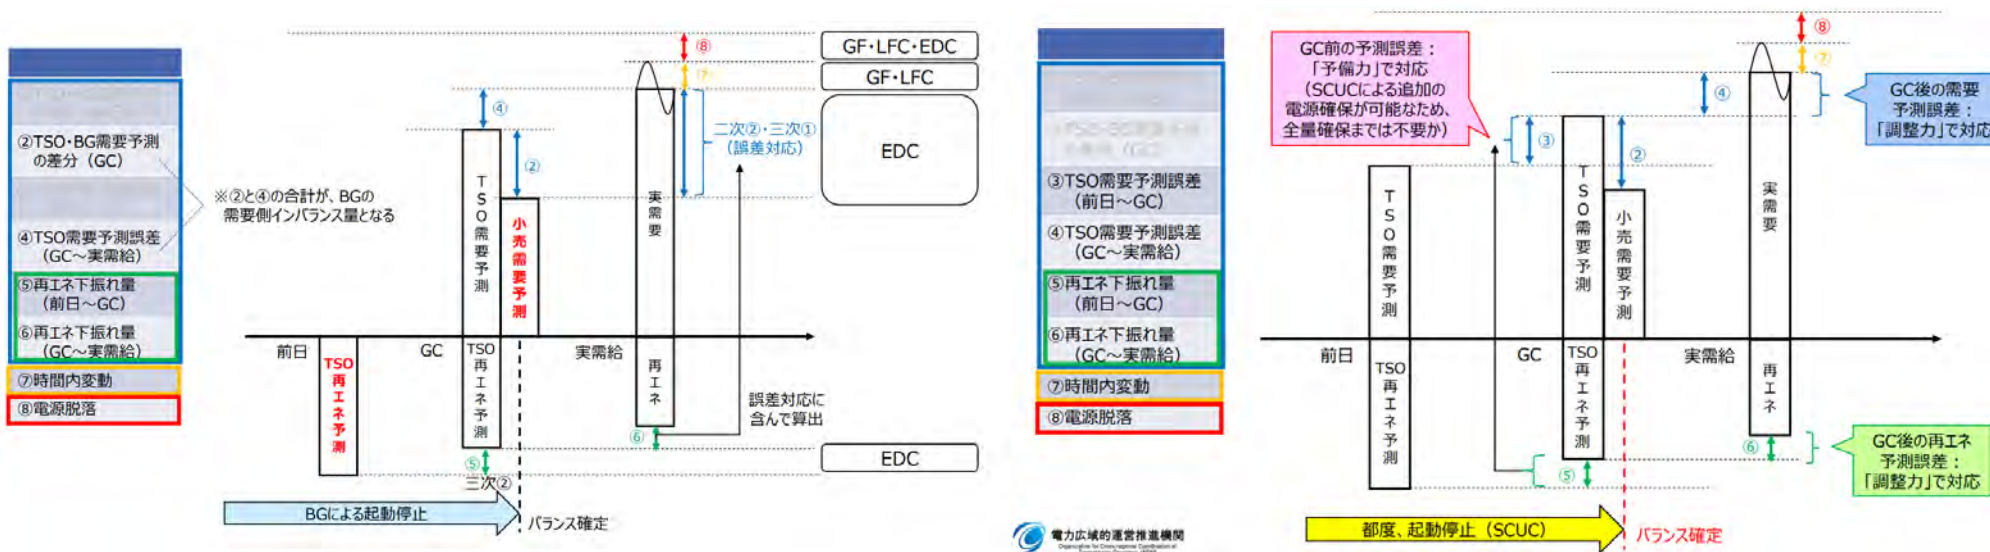 ②TSO・BG需要予測
の差分（GC）
④TSO需要予測誤差
（GC～実需給）
⑤再エネ下振れ量
（前日～GC）
⑥再エネ下振れ量
（GC～実需給）
⑦時間内変動
⑧電源脱落
※②と④の合計が、BGの
需要側インバランス量となる
④
②
⑧
⑦
二次②・三次①
（誤差対応）
GF・LFC・EDC
GF・LFC
EDC
TSO需要予測
小売需要予測
実需要
前日
GC
実需給
TSO再エネ予測
TSO再エネ予測
再エネ
⑥
⑤
三次②
誤差対応に
含んで算出
EDC
BGによる起動停止
バランス確定
③TSO需要予測誤差
（前日～GC）
④TSO需要予測誤差
（GC～実需給）
⑤再エネ下振れ量
（前日～GC）
⑥再エネ下振れ量
（GC～実需給）
⑦時間内変動
⑧電源脱落
GC前の予測誤差：
「予備力」で対応
（SCUCによる追加の
電源確保が可能なため、
全量確保までは不要か）
③
②
④
⑧
⑦
GC後の需要
予測誤差：
「調整力」で対応
TSO需要予測
TSO需要予測
小売需要予測
実需要
前日
GC
実需給
TSO再エネ予測
TSO再エネ予測
再エネ
⑤
⑥
GC後の再エネ
予測誤差：
「調整力」で対応
都度、起動停止（SCUC）
バランス確定
電力広域的運営推進機関